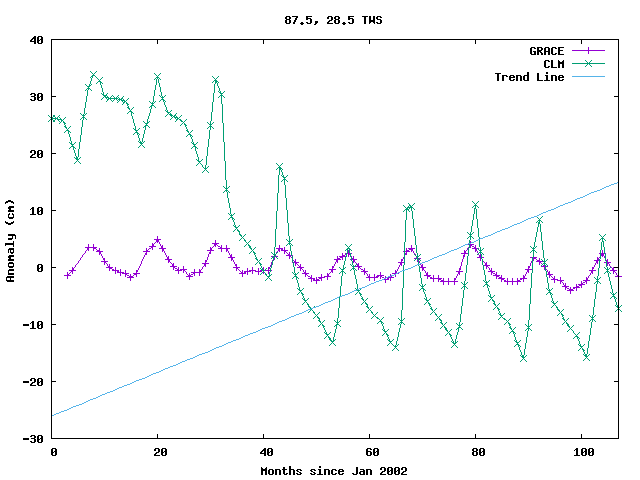 87.5, 28.5 TWS
GRACE
CLM
Trend Line
Anomaly (cm)
40
30
20
10
0
-10
-20
-30
0 20 40 60 80 100
Months since Jan 2002